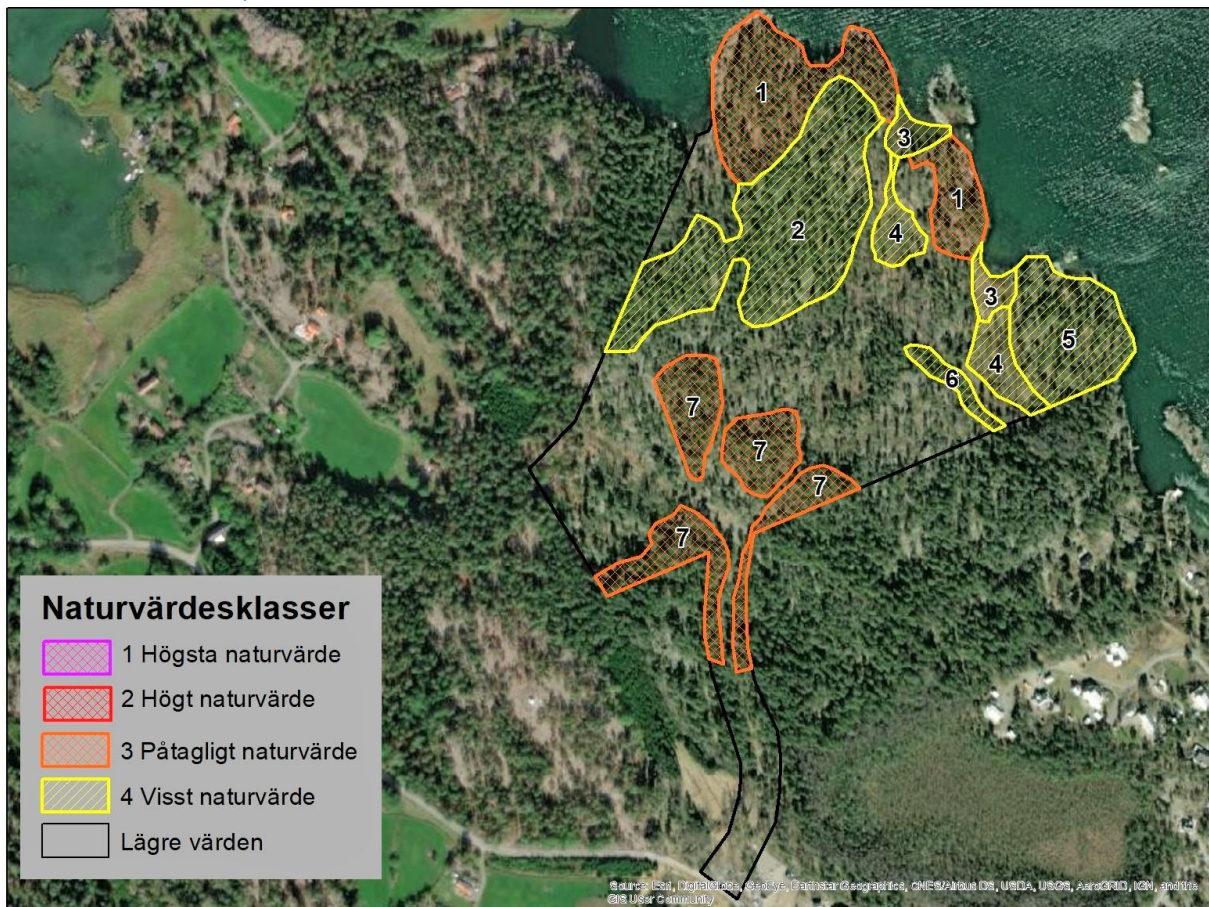 1
3
1
2
4
3
5
4
6
7
7
7
7
Naturvärdesklasser
1 Högsta naturvärde
2 Högt naturvärde
3 Påtagligt naturvärde
4 Visst naturvärde
Lägre värden
Source: Esri, DigitalGlobe, GeoEye, Earthstar Geographics, CNES/Airbus DS, USDA, USGS, AeroGRID, IGN, and the
GIS User Community